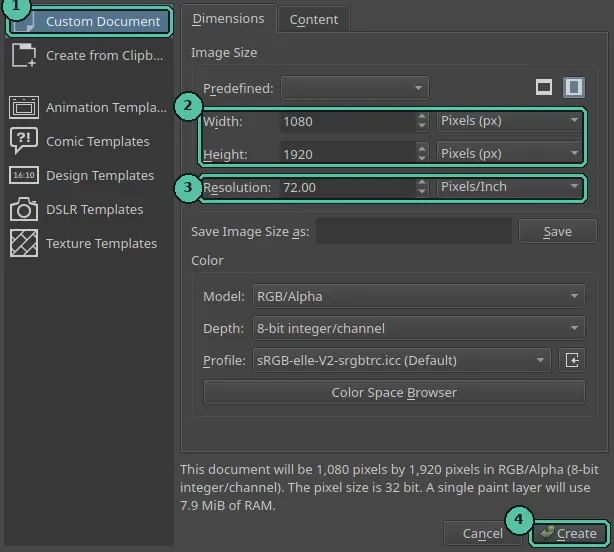 1
Custom Document
Create from Clipb...
Animation Templa...
?!
Comic Templates
16:10
Design Templates
DSLR Templates
Texture Templates
Dimensions
Content
Image Size
Predefined:
2
Width: 1080 Pixels (px)
Height: 1920 Pixels (px)
3
Resolution: 72.00 Pixels/Inch
Save Image Size as: Save
Color
Model: RGB/Alpha
Depth: 8-bit integer/channel
Profile: sRGB-elle-V2-srgbtrc.icc (Default)
Color Space Browser
This document will be 1,080 pixels by 1,920 pixels in RGB/Alpha (8-bit
integer/channel). The pixel size is 32 bit. A single paint layer will use
7.9 MiB of RAM.
4
Cancel Create